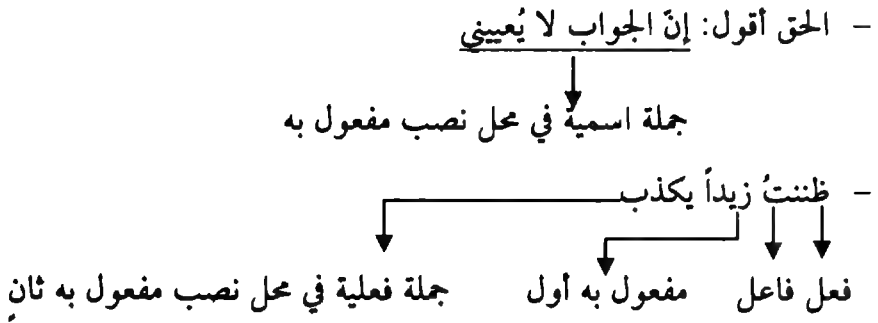 – الحق أقول: إنّ الجواب لا يُعييني
جملة اسمية في محل نصب مفعول به
– ظننتُ زيداً يكذب
فعل فاعل مفعول به أول جملة فعلية في محل نصب مفعول به ثانٍ